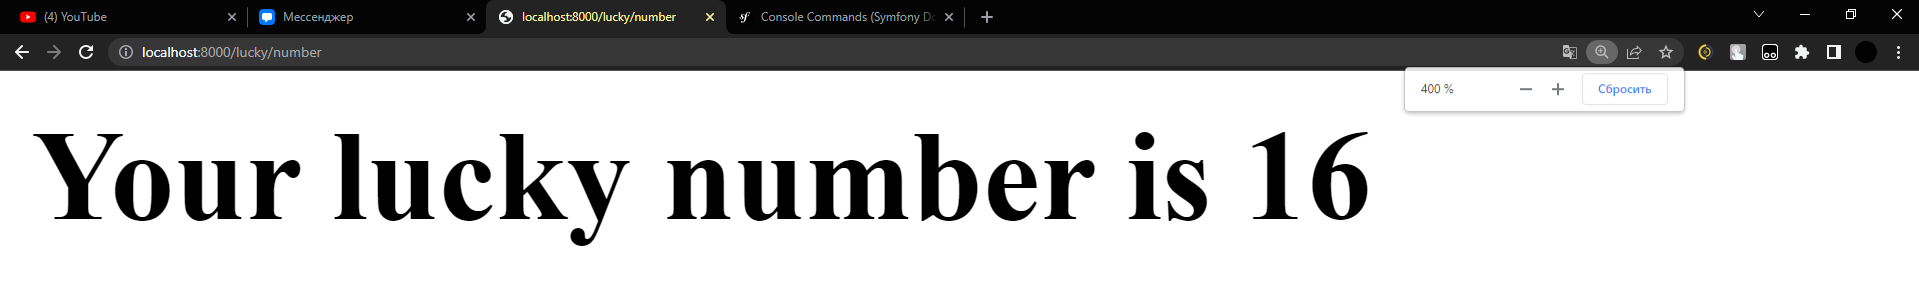 (4) YouTube
Мессенджер
localhost:8000/lucky/number
Console Commands (Symfony Do
localhost:8000/lucky/number
400 %
Сбросить
Your lucky number is 16